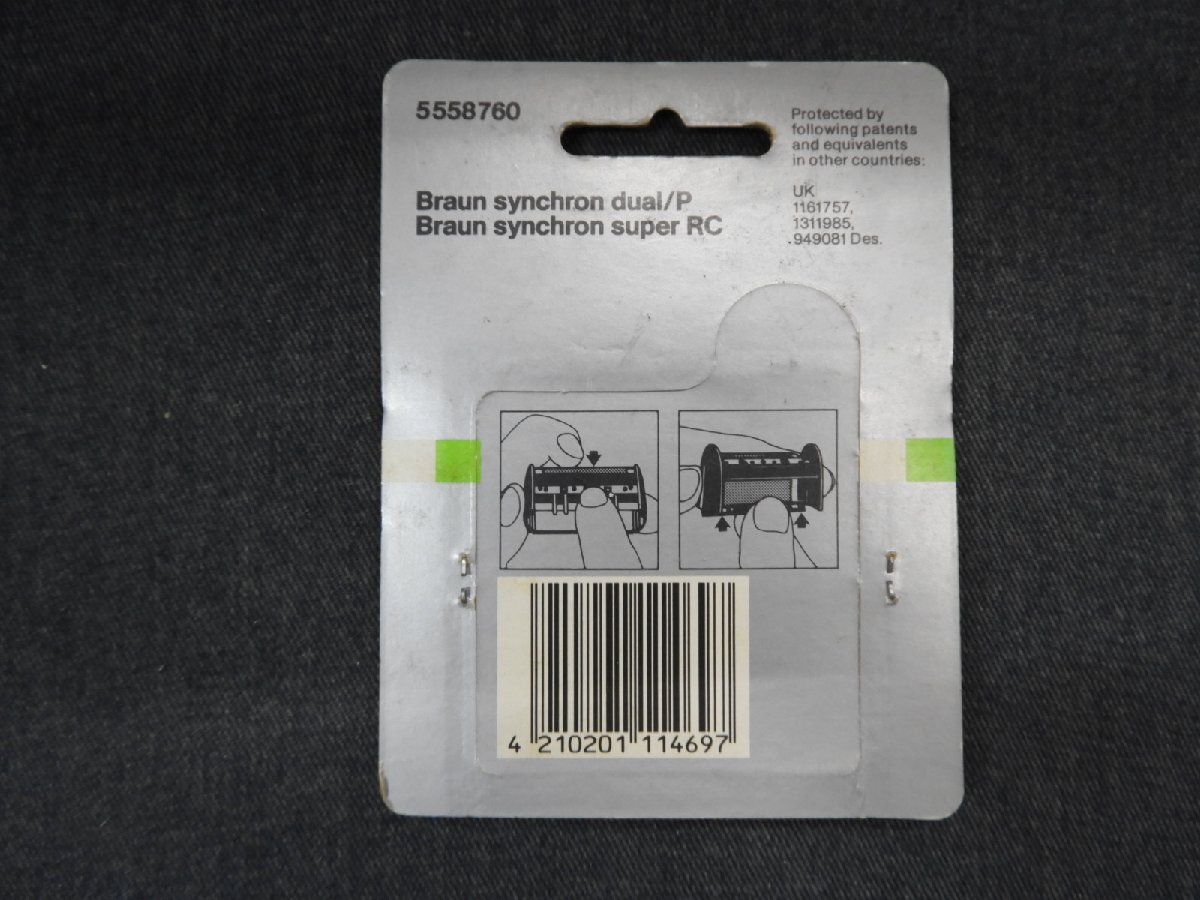 5558760
Protected by
following patents
and equivalents
in other countries:
UK
1161757,
1311985,
949081 Des.
Braun synchron dual/P
Braun synchron super RC
4 210201 114697